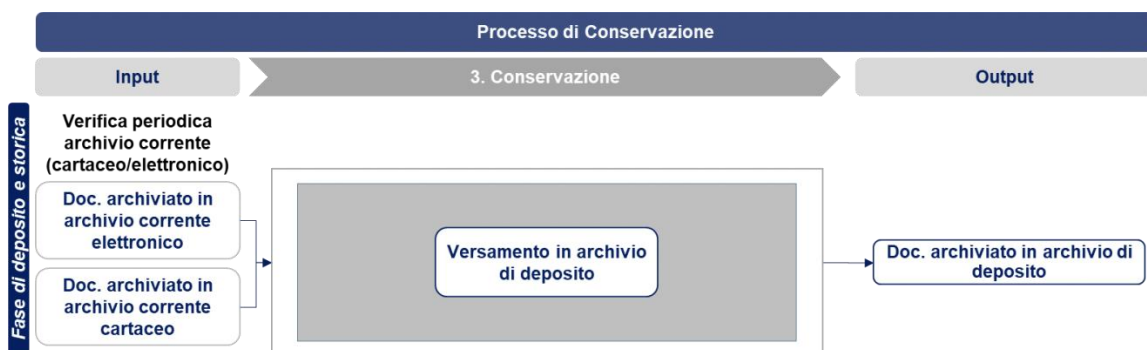 Processo di Conservazione
Input
3. Conservazione
Output
Fase di deposito e storica
Verifica periodica
archivio corrente
(cartaceo/elettronico)
Doc. archiviato in
archivio corrente
elettronico
Doc. archiviato in
archivio corrente
cartaceo
Versamento in archivio
di deposito
Doc. archiviato in archivio di
deposito